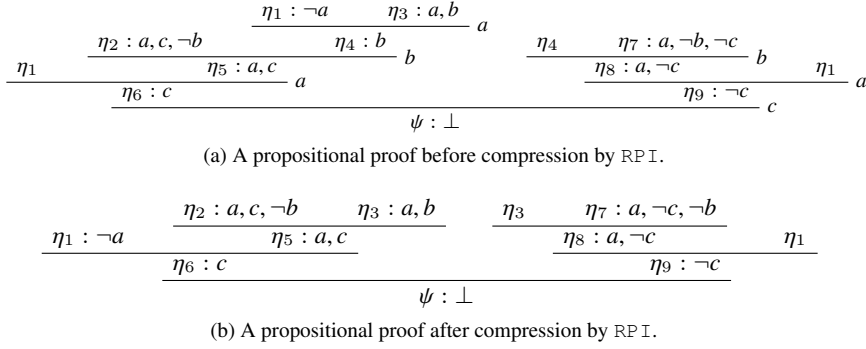 η₁ : ¬a η₃ : a, b a
η₂ : a, c, ¬b η₄ : b b η₄ η₇ : a, ¬b, ¬c b
η₁ η₅ : a, c a η₈ : a, ¬c η₁ a
η₆ : c η₉ : ¬c c
ψ : ⊥
(a) A propositional proof before compression by RPI.
η₂ : a, c, ¬b η₃ : a, b η₃ η₇ : a, ¬c, ¬b
η₁ : ¬a η₅ : a, c η₈ : a, ¬c η₁
η₆ : c η₉ : ¬c
ψ : ⊥
(b) A propositional proof after compression by RPI.